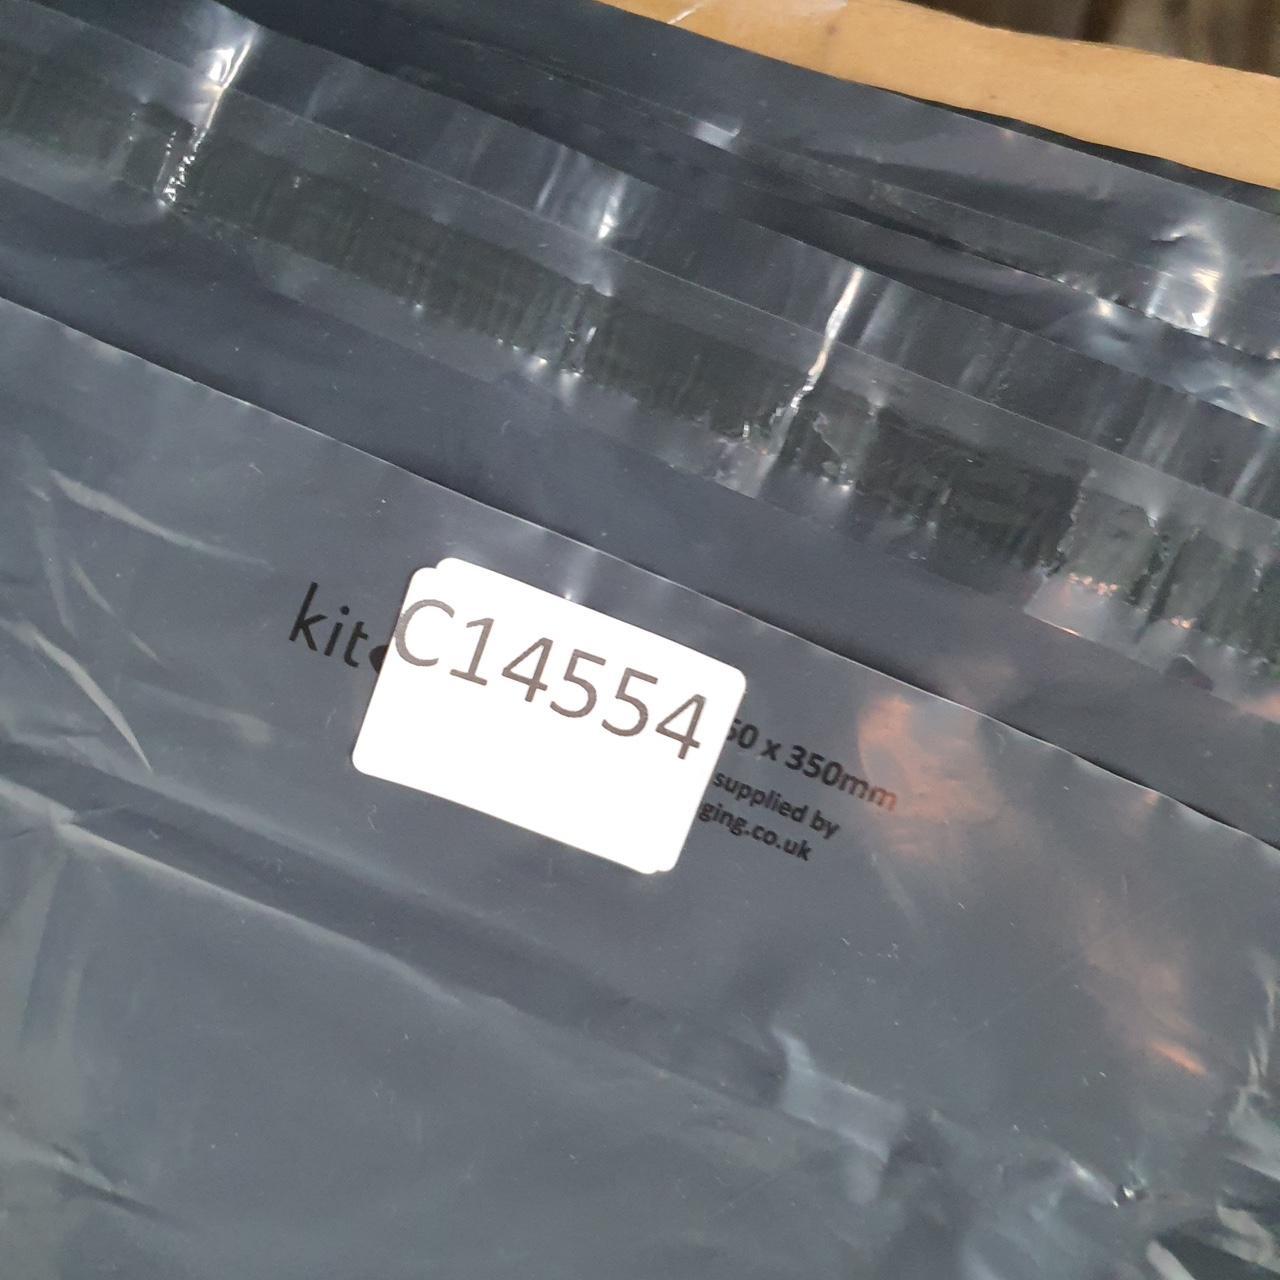 kit
C14554
50 x 350mm
supplied by
ging.co.uk